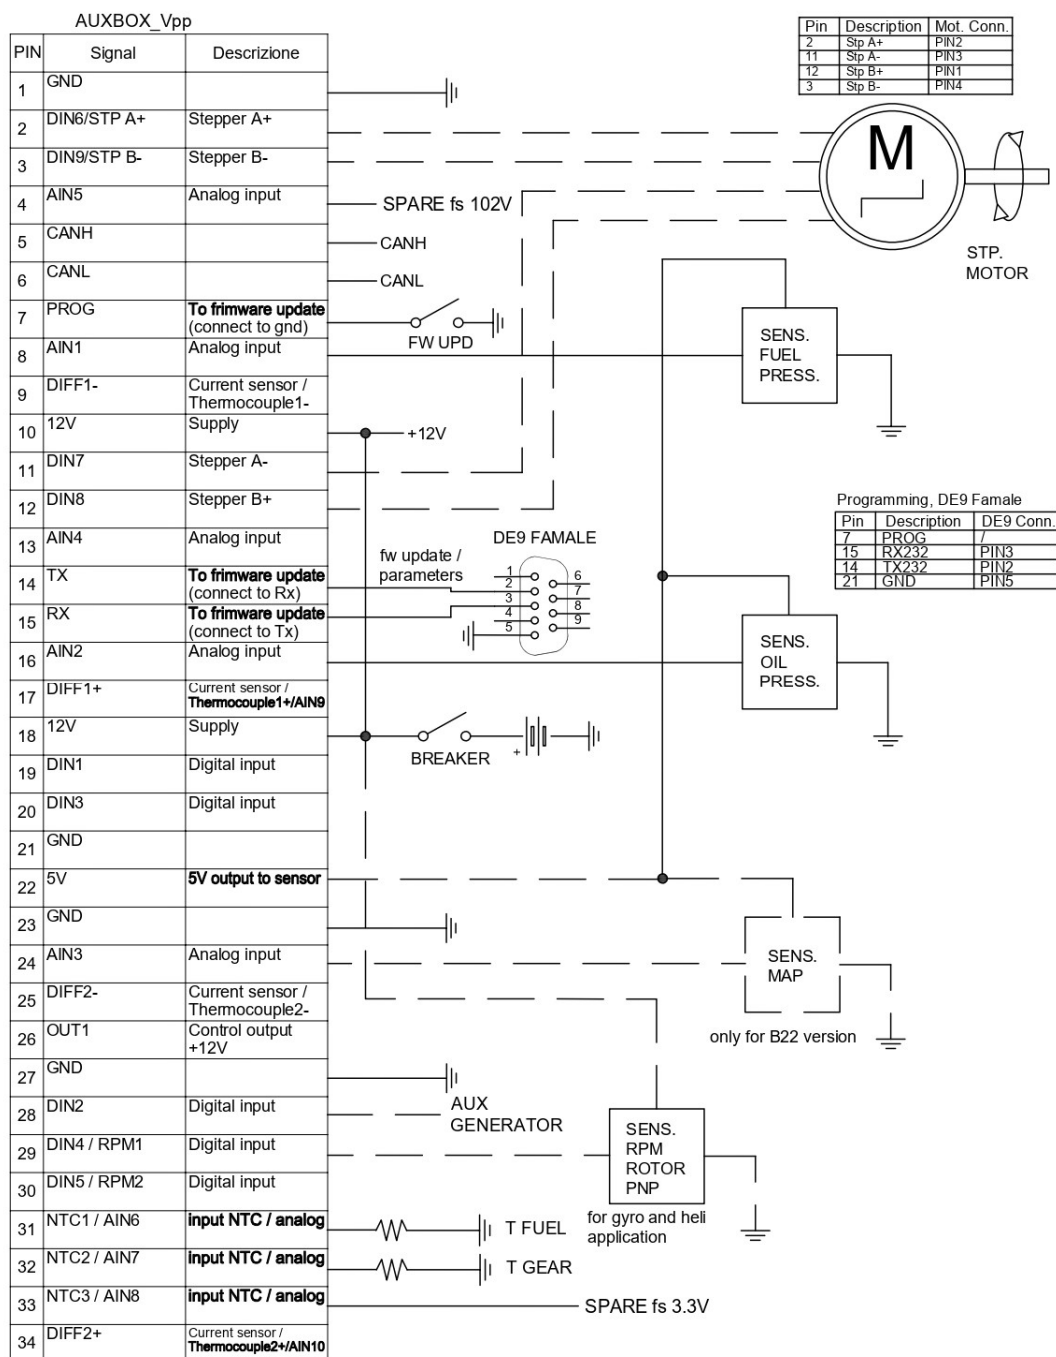 AUXBOX_Vpp
PIN Signal Descrizione
1 GND
2 DIN6/STP A+ Stepper A+
3 DIN9/STP B- Stepper B-
4 AIN5 Analog input
SPARE fs 102V
5 CANH
CANH
6 CANL
CANL
7 PROG To frimware update
(connect to gnd)
FW UPD
8 AIN1 Analog input
9 DIFF1- Current sensor /
Thermocouple1-
10 12V Supply
+12V
11 DIN7 Stepper A-
12 DIN8 Stepper B+
13 AIN4 Analog input
14 TX To frimware update
(connect to Rx)
15 RX To frimware update
(connect to Tx)
16 AIN2 Analog input
17 DIFF1+ Current sensor /
Thermocouple1+/AIN9
18 12V Supply
BREAKER
+
19 DIN1 Digital input
20 DIN3 Digital input
21 GND
22 5V 5V output to sensor
23 GND
24 AIN3 Analog input
25 DIFF2- Current sensor /
Thermocouple2-
26 OUT1 Control output
+12V
27 GND
28 DIN2 Digital input
AUX
GENERATOR
29 DIN4 / RPM1 Digital input
30 DIN5 / RPM2 Digital input
31 NTC1 / AIN6 input NTC / analog
T FUEL
32 NTC2 / AIN7 input NTC / analog
T GEAR
33 NTC3 / AIN8 input NTC / analog
SPARE fs 3.3V
34 DIFF2+ Current sensor /
Thermocouple2+/AIN10
Pin Description Mot. Conn.
2 Stp A+ PIN2
11 Stp A- PIN3
12 Stp B+ PIN1
3 Stp B- PIN4
M
STP.
MOTOR
SENS.
FUEL
PRESS.
Programming, DE9 Famale
Pin Description DE9 Conn.
7 PROG /
15 RX232 PIN3
14 TX232 PIN2
21 GND PIN5
DE9 FAMALE
fw update /
parameters
1
2
3
4
5
6
7
8
9
SENS.
OIL
PRESS.
SENS.
MAP
only for B22 version
SENS.
RPM
ROTOR
PNP
for gyro and heli
application